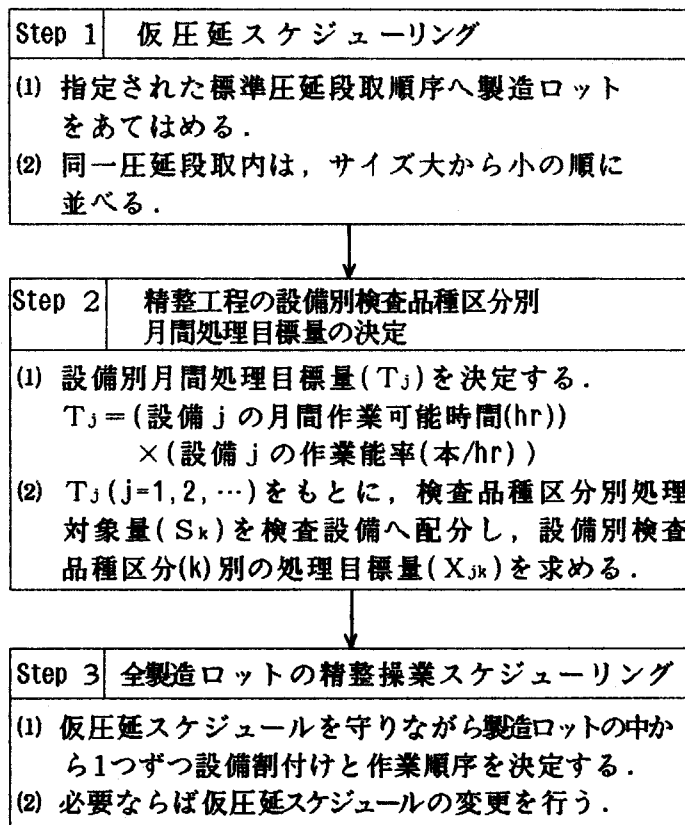 Step 1 仮圧延スケジューリング
(1) 指定された標準圧延段取順序へ製造ロット
をあてはめる.
(2) 同一圧延段取内は, サイズ大から小の順に
並べる.
Step 2 精整工程の設備別検査品種区分別
月間処理目標量の決定
(1) 設備別月間処理目標量(Tj)を決定する.
Tj=(設備jの月間作業可能時間(hr))
×(設備jの作業能率(本/hr))
(2) Tj(j=1,2,…)をもとに, 検査品種区分別処理
対象量(Sk)を検査設備へ配分し, 設備別検査
品種区分(k)別の処理目標量(Xjk)を求める.
Step 3 全製造ロットの精整操業スケジューリング
(1) 仮圧延スケジュールを守りながら製造ロットの中か
ら1つずつ設備割付けと作業順序を決定する.
(2) 必要ならば仮圧延スケジュールの変更を行う.